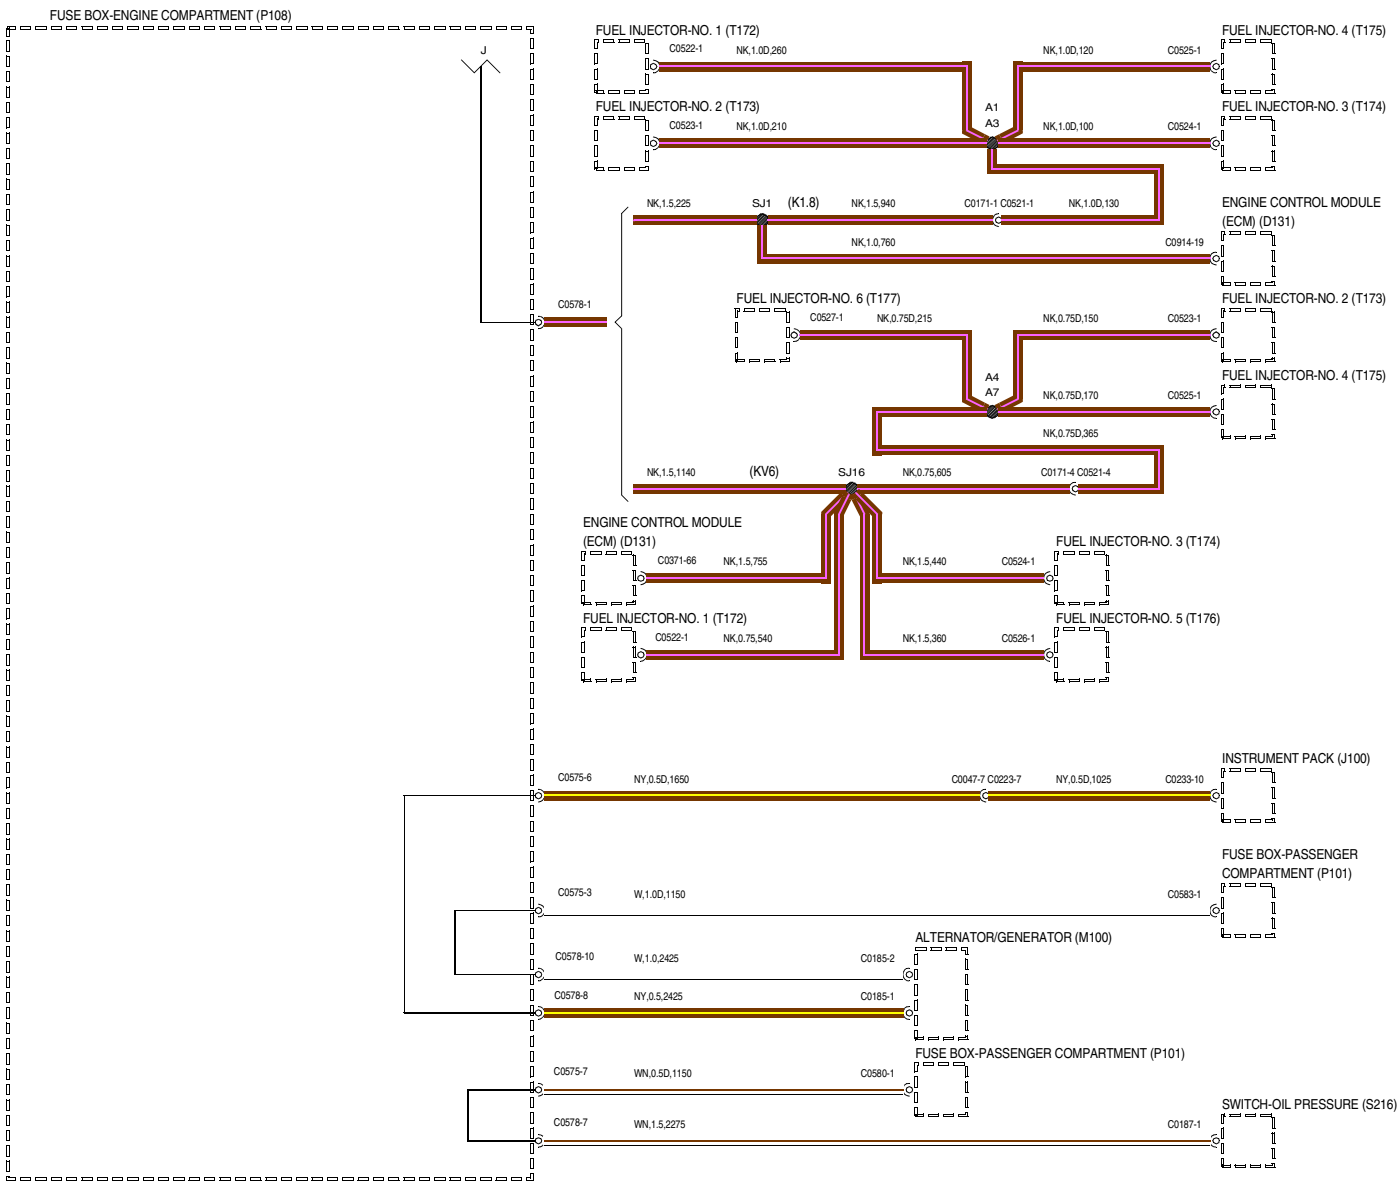 FUSE BOX-ENGINE COMPARTMENT (P108)
J
FUEL INJECTOR-NO. 1 (T172)
C0522-1
NK,1.0D,260
FUEL INJECTOR-NO. 4 (T175)
NK,1.0D,120
C0525-1
FUEL INJECTOR-NO. 2 (T173)
C0523-1
NK,1.0D,210
A1
A3
FUEL INJECTOR-NO. 3 (T174)
NK,1.0D,100
C0524-1
NK,1.5,225
SJ1
(K1.8)
NK,1.5,940
C0171-1 C0521-1
NK,1.0D,130
ENGINE CONTROL MODULE
(ECM) (D131)
NK,1.0,760
C0914-19
C0578-1
FUEL INJECTOR-NO. 6 (T177)
C0527-1
NK,0.75D,215
FUEL INJECTOR-NO. 2 (T173)
NK,0.75D,150
C0523-1
A4
A7
FUEL INJECTOR-NO. 4 (T175)
NK,0.75D,170
C0525-1
NK,0.75D,365
NK,1.5,1140
(KV6)
SJ16
NK,0.75,605
C0171-4 C0521-4
ENGINE CONTROL MODULE
(ECM) (D131)
C0371-66
NK,1.5,755
NK,1.5,440
C0524-1
FUEL INJECTOR-NO. 3 (T174)
FUEL INJECTOR-NO. 1 (T172)
C0522-1
NK,0.75,540
NK,1.5,360
C0526-1
FUEL INJECTOR-NO. 5 (T176)
C0575-6
NY,0.5D,1650
C0047-7 C0223-7
NY,0.5D,1025
C0233-10
INSTRUMENT PACK (J100)
C0575-3
W,1.0D,1150
C0583-1
FUSE BOX-PASSENGER
COMPARTMENT (P101)
C0578-10
W,1.0,2425
C0185-2
ALTERNATOR/GENERATOR (M100)
C0578-8
NY,0.5,2425
C0185-1
C0575-7
WN,0.5D,1150
C0580-1
FUSE BOX-PASSENGER COMPARTMENT (P101)
C0578-7
WN,1.5,2275
C0187-1
SWITCH-OIL PRESSURE (S216)